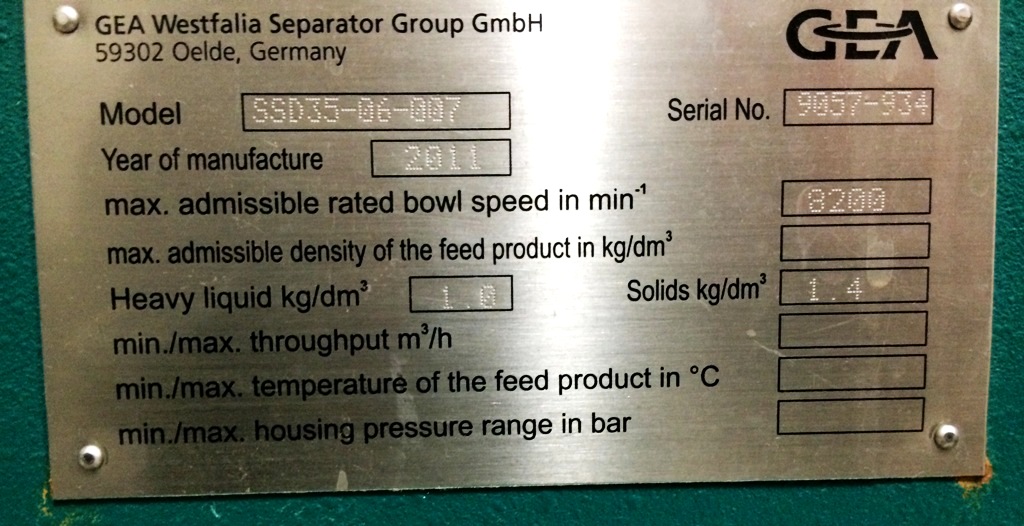 GEA Westfalia Separator Group GmbH
59302 Oelde, Germany
GEA
Model SSD35-06-007 Serial No. 9057-934
Year of manufacture 2011
max. admissible rated bowl speed in min⁻¹ 8200
max. admissible density of the feed product in kg/dm³
Heavy liquid kg/dm³ 1.0 Solids kg/dm³ 1.4
min./max. throughput m³/h
min./max. temperature of the feed product in °C
min./max. housing pressure range in bar